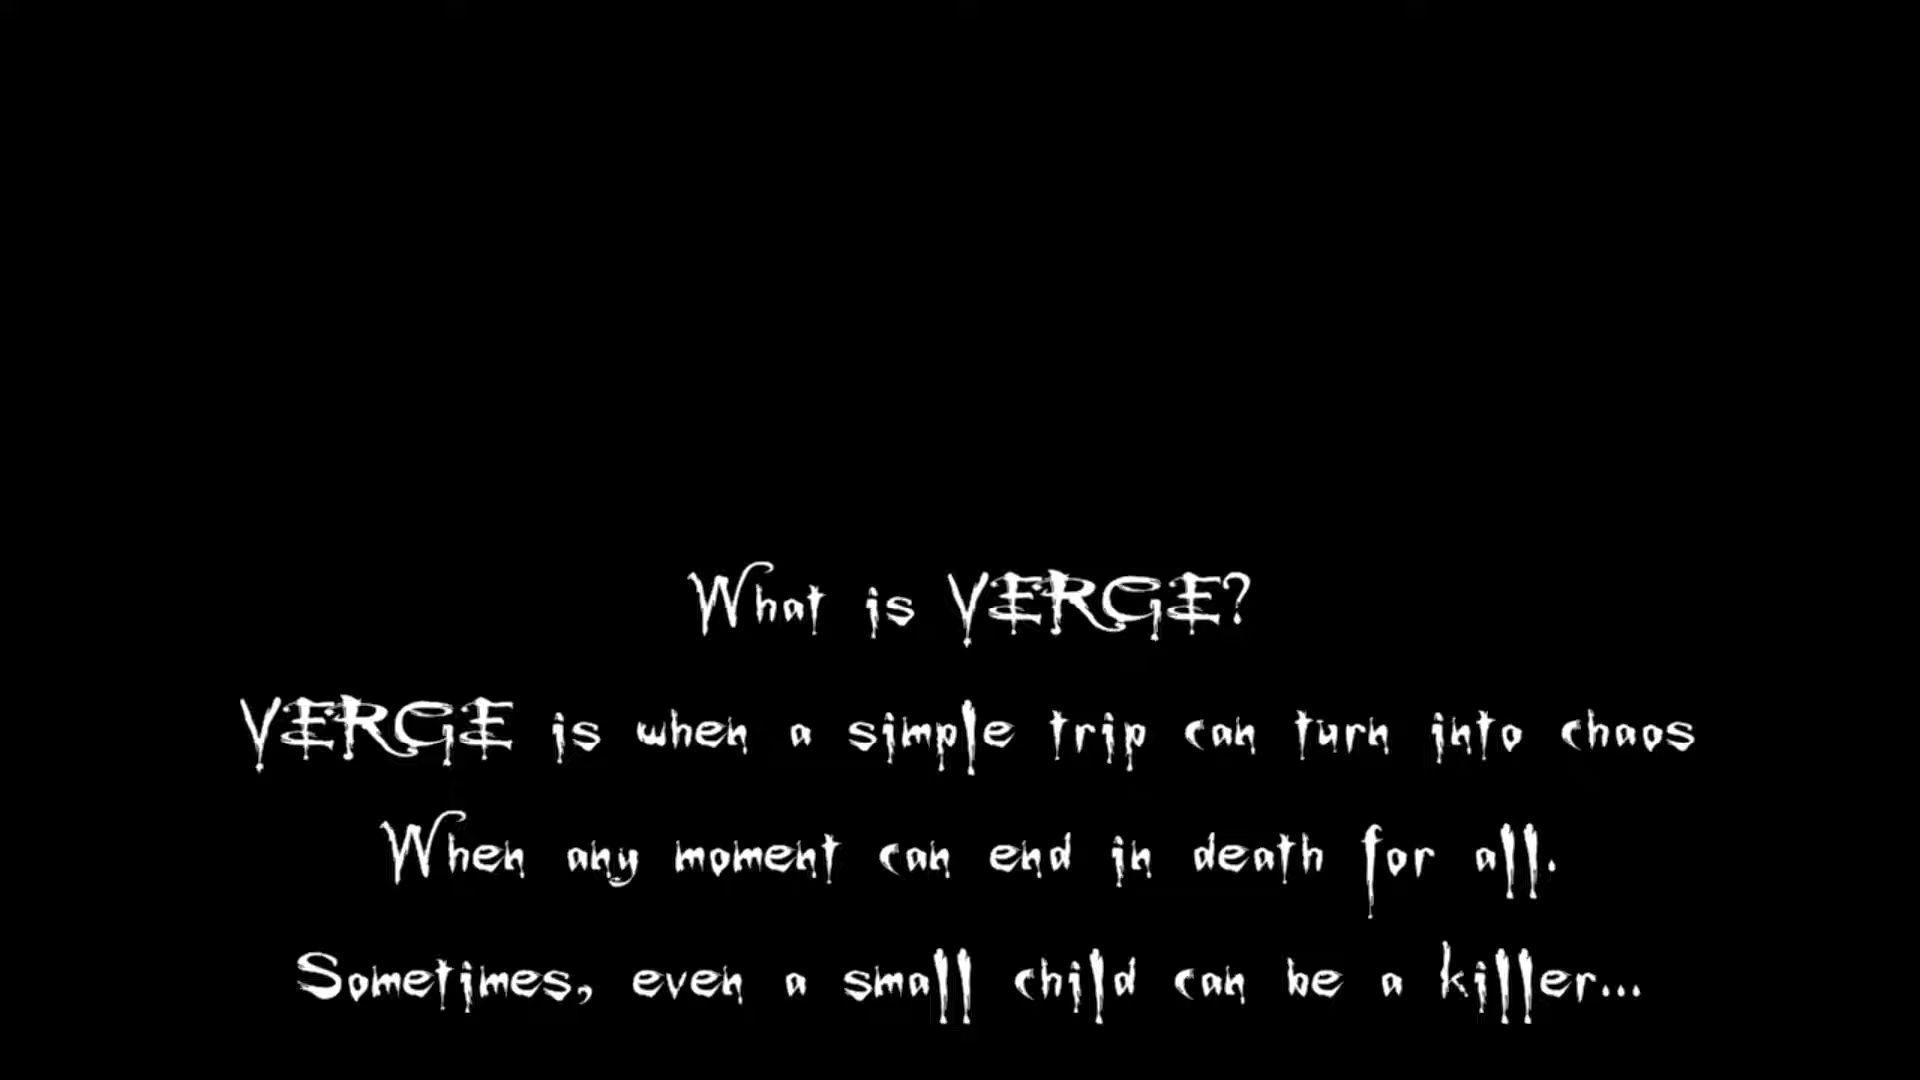 What is VERGE?
VERGE is when a simple trip can turn into chaos
When any moment can end in death for all.
Sometimes, even a small child can be a killer...